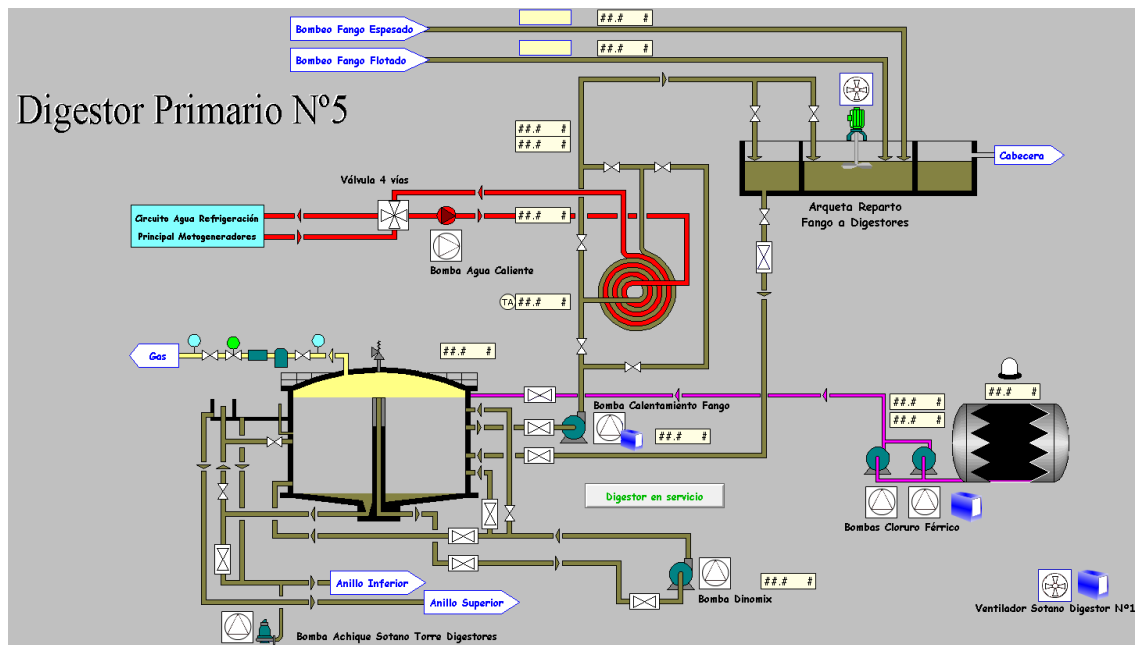 Bombeo Fango Espesado
##.# #
Bombeo Fango Flotado
##.# #
Digestor Primario Nº5
##.# #
##.# #
Cabecera
Válvula 4 vías
Arqueta Reparto
Fango a Digestores
Circuito Agua Refrigeración
Principal Motogeneradores
##.# #
Bomba Agua Caliente
TA
##.# #
Gas
##.# #
##.# #
##.# #
##.# #
Bomba Calentamiento Fango
##.# #
Digestor en servicio
Bombas Cloruro Férrico
Anillo Inferior
Anillo Superior
##.# #
Bomba Dinomix
Ventilador Sotano Digestor Nº1
Bomba Achique Sotano Torre Digestores